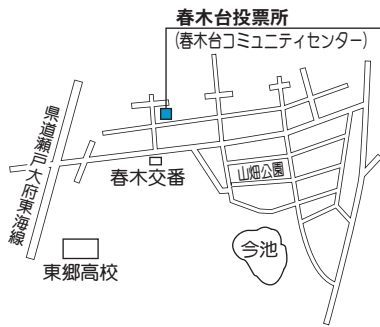 春木台投票所
(春木台コミュニティセンター)
県道瀬戸大府東海線
春木交番
山畑公園
今池
東郷高校